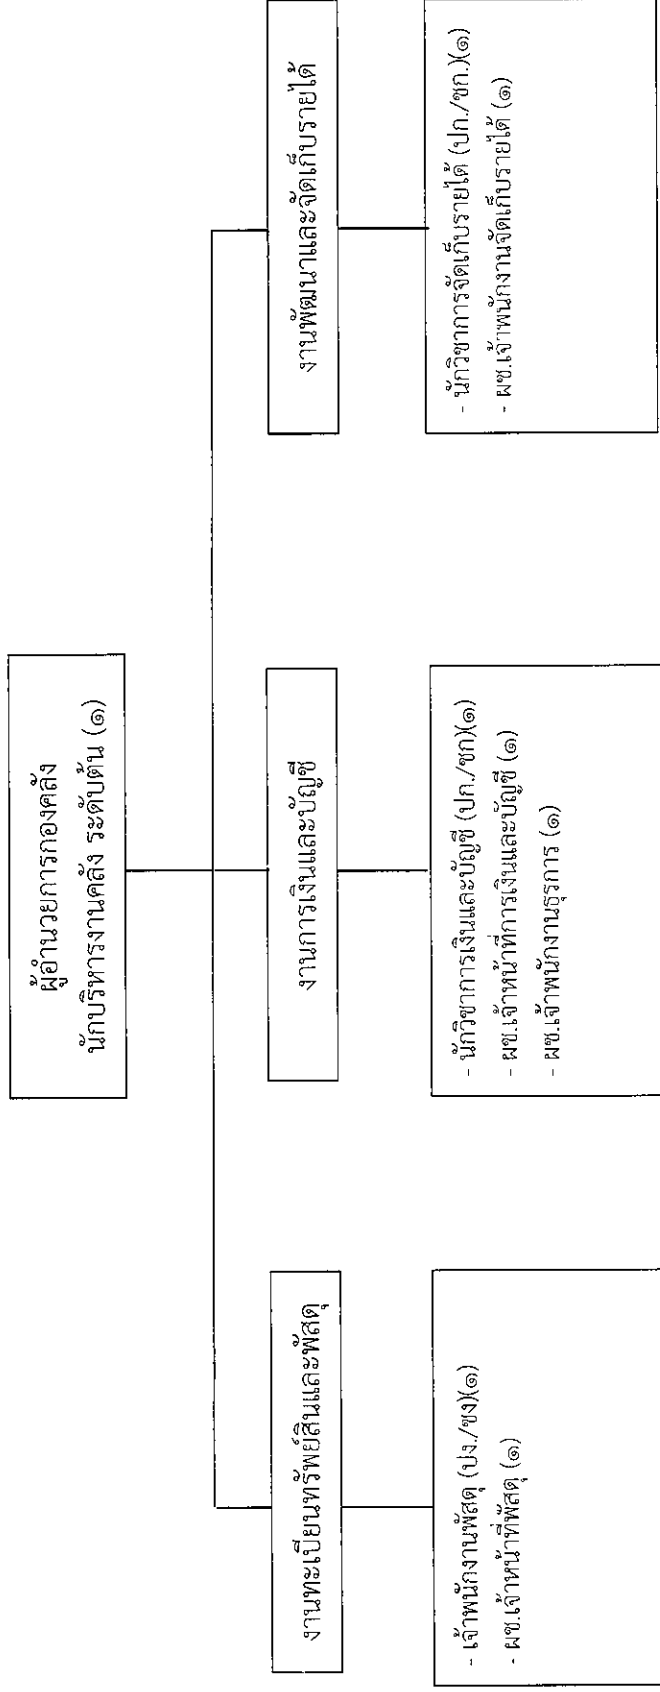 ผู้อำนวยการกองคลัง
นักบริหารงานคลัง ระดับต้น (๑)
งานทะเบียนทรัพย์สินและพัสดุ
- เจ้าพนักงานพัสดุ (ปง./ชง)(๑)
- ผช.เจ้าหน้าที่พัสดุ (๑)
งานการเงินและบัญชี
- นักวิชาการเงินและบัญชี (ปก./ชก)(๑)
- ผช.เจ้าหน้าที่การเงินและบัญชี (๑)
- ผช.เจ้าพนักงานธุรการ (๑)
งานพัฒนาและจัดเก็บรายได้
- นักวิชาการจัดเก็บรายได้ (ปก./ชก.)(๑)
- ผช.เจ้าพนักงานจัดเก็บรายได้ (๑)